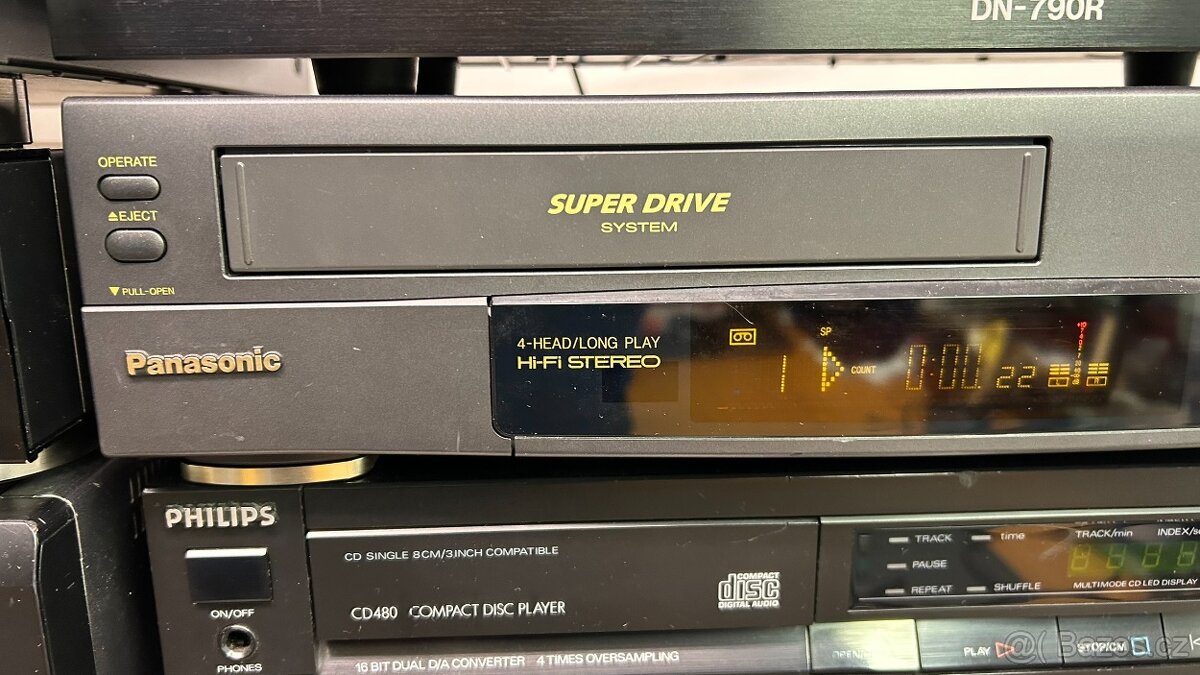 DN-790R
OPERATE
▲EJECT
▼ PULL-OPEN
SUPER DRIVE
SYSTEM
Panasonic
4-HEAD/LONG PLAY
Hi-Fi STEREO
SP
1
COUNT
0:00.22
PHILIPS
ON/OFF
PHONES
CD SINGLE 8CM/3INCH COMPATIBLE
CD480 COMPACT DISC PLAYER
COMPACT
disc
DIGITAL AUDIO
16 BIT DUAL D/A CONVERTER 4 TIMES OVERSAMPLING
TRACK time
PAUSE
REPEAT SHUFFLE
TRACK/min
MULTIMODE CD LED DISPLAY
PLAY
STOP/CM
@ Bazos.cz